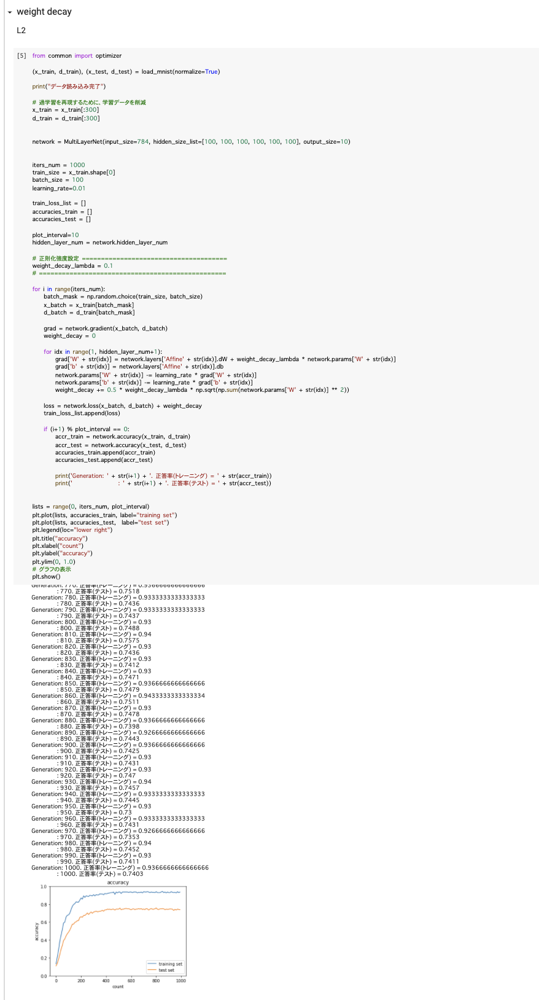 weight decay
L2
[5] from common import optimizer
(x_train, d_train), (x_test, d_test) = load_mnist(normalize=True)
print("データ読み込み完了")
# 過学習を再現するために、学習データを削減
x_train = x_train[:300]
d_train = d_train[:300]
network = MultiLayerNet(input_size=784, hidden_size_list=[100, 100, 100, 100, 100, 100], output_size=10)
iters_num = 1000
train_size = x_train.shape[0]
batch_size = 100
learning_rate=0.01
train_loss_list = []
accuracies_train = []
accuracies_test = []
plot_interval=10
hidden_layer_num = network.hidden_layer_num
# 正則化強度設定 ======================================
weight_decay_lambda = 0.1
# =================================================
for i in range(iters_num):
    batch_mask = np.random.choice(train_size, batch_size)
    x_batch = x_train[batch_mask]
    d_batch = d_train[batch_mask]
    grad = network.gradient(x_batch, d_batch)
    weight_decay = 0
    for idx in range(1, hidden_layer_num+1):
        grad['W' + str(idx)] = network.layers['Affine' + str(idx)].dW + weight_decay_lambda * network.params['W' + str(idx)]
        grad['b' + str(idx)] = network.layers['Affine' + str(idx)].db
        network.params['W' + str(idx)] -= learning_rate * grad['W' + str(idx)]
        network.params['b' + str(idx)] -= learning_rate * grad['b' + str(idx)]
        weight_decay += 0.5 * weight_decay_lambda * np.sqrt(np.sum(network.params['W' + str(idx)] ** 2))
    loss = network.loss(x_batch, d_batch) + weight_decay
    train_loss_list.append(loss)
    if (i+1) % plot_interval == 0:
        accr_train = network.accuracy(x_train, d_train)
        accr_test = network.accuracy(x_test, d_test)
        accuracies_train.append(accr_train)
        accuracies_test.append(accr_test)
        print('Generation: ' + str(i+1) + '. 正答率(トレーニング) = ' + str(accr_train))
        print('                : ' + str(i+1) + '. 正答率(テスト) = ' + str(accr_test))
lists = range(0, iters_num, plot_interval)
plt.plot(lists, accuracies_train, label="training set")
plt.plot(lists, accuracies_test,  label="test set")
plt.legend(loc="lower right")
plt.title("accuracy")
plt.xlabel("count")
plt.ylabel("accuracy")
plt.ylim(0, 1.0)
# グラフの表示
plt.show()
Generation: 770. 正答率(トレーニング) = 0.9366666666666666
: 770. 正答率(テスト) = 0.7518
Generation: 780. 正答率(トレーニング) = 0.9333333333333333
: 780. 正答率(テスト) = 0.7436
Generation: 790. 正答率(トレーニング) = 0.9333333333333333
: 790. 正答率(テスト) = 0.7437
Generation: 800. 正答率(トレーニング) = 0.93
: 800. 正答率(テスト) = 0.7488
Generation: 810. 正答率(トレーニング) = 0.94
: 810. 正答率(テスト) = 0.7575
Generation: 820. 正答率(トレーニング) = 0.93
: 820. 正答率(テスト) = 0.7436
Generation: 830. 正答率(トレーニング) = 0.93
: 830. 正答率(テスト) = 0.7412
Generation: 840. 正答率(トレーニング) = 0.93
: 840. 正答率(テスト) = 0.7471
Generation: 850. 正答率(トレーニング) = 0.9366666666666666
: 850. 正答率(テスト) = 0.7479
Generation: 860. 正答率(トレーニング) = 0.9433333333333334
: 860. 正答率(テスト) = 0.7511
Generation: 870. 正答率(トレーニング) = 0.93
: 870. 正答率(テスト) = 0.7478
Generation: 880. 正答率(トレーニング) = 0.9366666666666666
: 880. 正答率(テスト) = 0.7398
Generation: 890. 正答率(トレーニング) = 0.9266666666666666
: 890. 正答率(テスト) = 0.7443
Generation: 900. 正答率(トレーニング) = 0.9366666666666666
: 900. 正答率(テスト) = 0.7425
Generation: 910. 正答率(トレーニング) = 0.93
: 910. 正答率(テスト) = 0.7431
Generation: 920. 正答率(トレーニング) = 0.93
: 920. 正答率(テスト) = 0.747
Generation: 930. 正答率(トレーニング) = 0.94
: 930. 正答率(テスト) = 0.7457
Generation: 940. 正答率(トレーニング) = 0.9333333333333333
: 940. 正答率(テスト) = 0.7445
Generation: 950. 正答率(トレーニング) = 0.93
: 950. 正答率(テスト) = 0.73
Generation: 960. 正答率(トレーニング) = 0.9333333333333333
: 960. 正答率(テスト) = 0.7431
Generation: 970. 正答率(トレーニング) = 0.9266666666666666
: 970. 正答率(テスト) = 0.7353
Generation: 980. 正答率(トレーニング) = 0.94
: 980. 正答率(テスト) = 0.7452
Generation: 990. 正答率(トレーニング) = 0.93
: 990. 正答率(テスト) = 0.7411
Generation: 1000. 正答率(トレーニング) = 0.9366666666666666
: 1000. 正答率(テスト) = 0.7403
accuracy
1.0
0.8
0.6
0.4
0.2
0.0
accuracy
training set
test set
0 200 400 600 800 1000
count